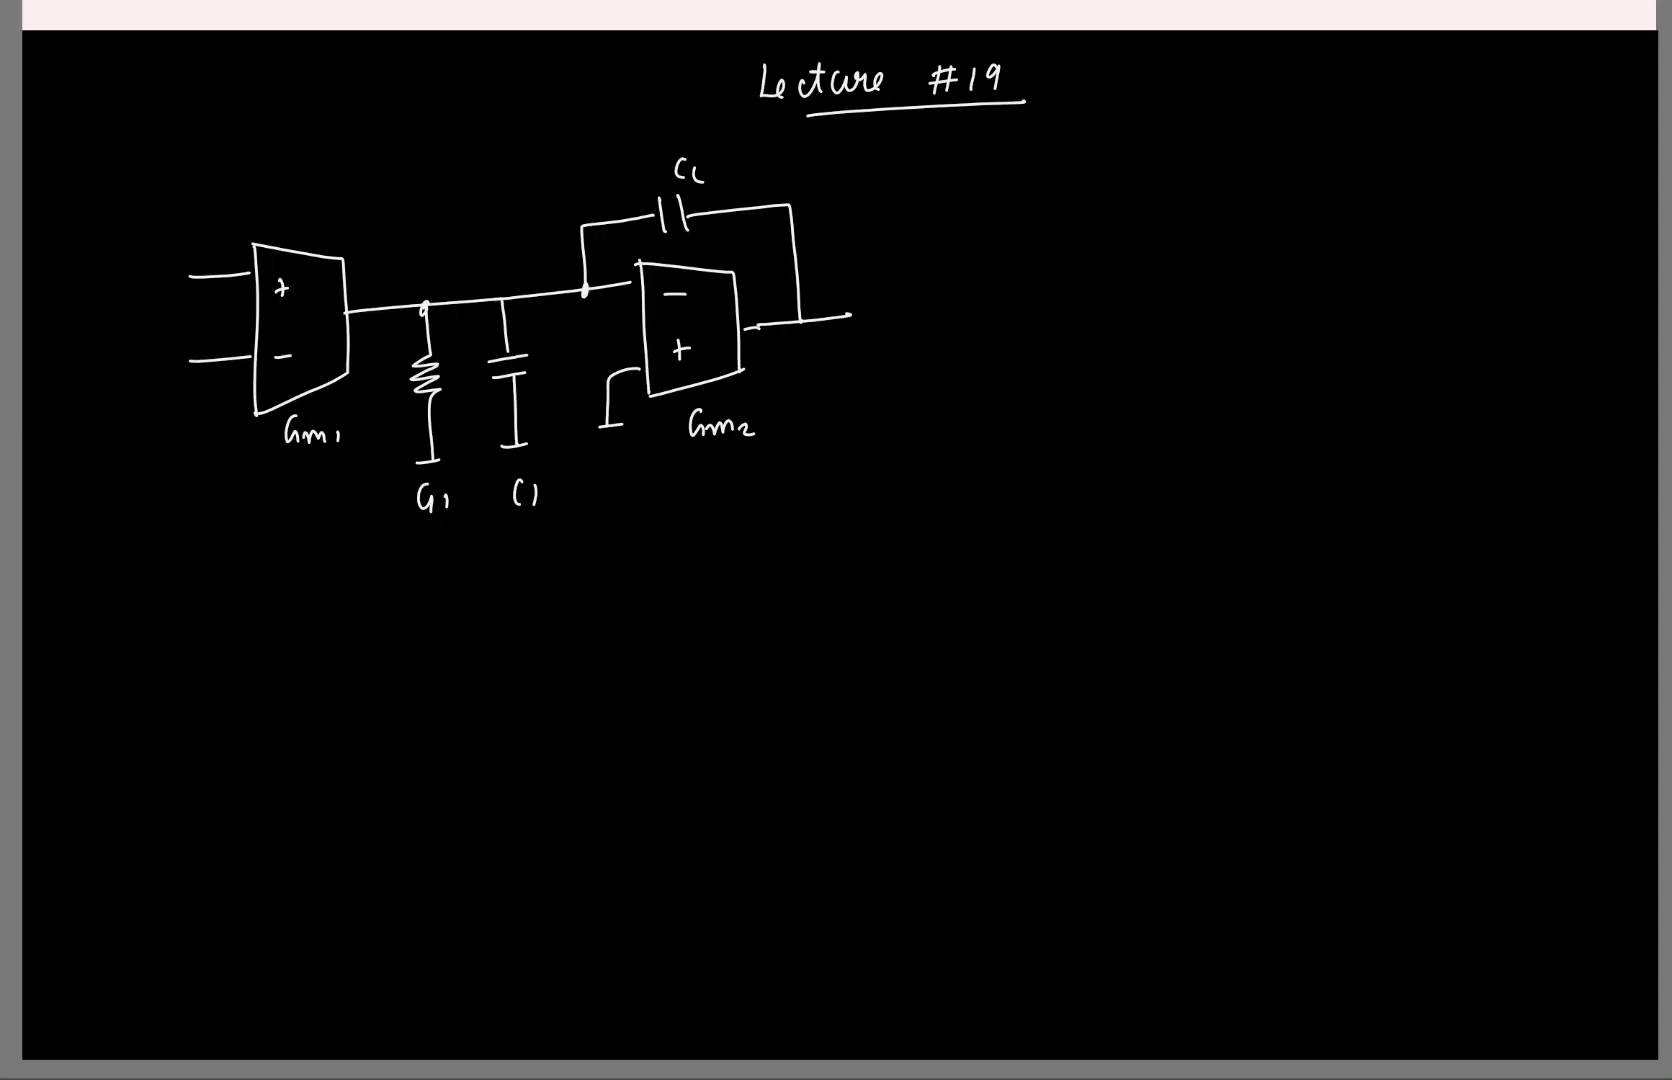 Lecture #19
CC
+
-
-
+
Gm1
Gm2
G1
C1